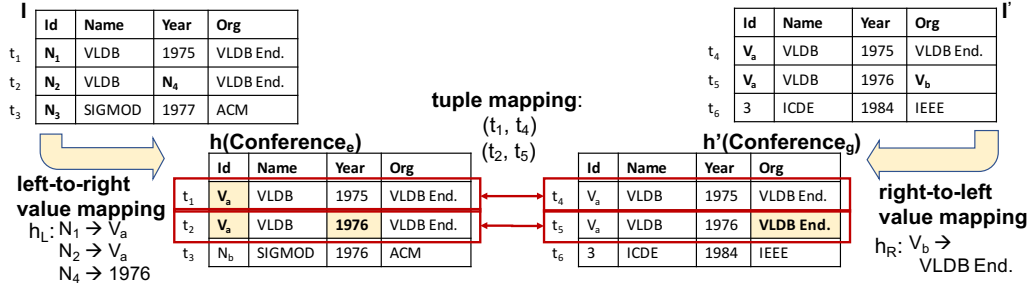 I
Id Name Year Org
t1 N1 VLDB 1975 VLDB End.
t2 N2 VLDB N4 VLDB End.
t3 N3 SIGMOD 1977 ACM
I'
Id Name Year Org
t4 Va VLDB 1975 VLDB End.
t5 Va VLDB 1976 Vb
t6 3 ICDE 1984 IEEE
tuple mapping:
(t1, t4)
(t2, t5)
h(Conferencee)
Id Name Year Org
t1 Va VLDB 1975 VLDB End.
t2 Va VLDB 1976 VLDB End.
t3 Nb SIGMOD 1976 ACM
h'(Conferenceg)
Id Name Year Org
t4 Va VLDB 1975 VLDB End.
t5 Va VLDB 1976 VLDB End.
t6 3 ICDE 1984 IEEE
left-to-right
value mapping
hL: N1 → Va
N2 → Va
N4 → 1976
right-to-left
value mapping
hR: Vb →
VLDB End.